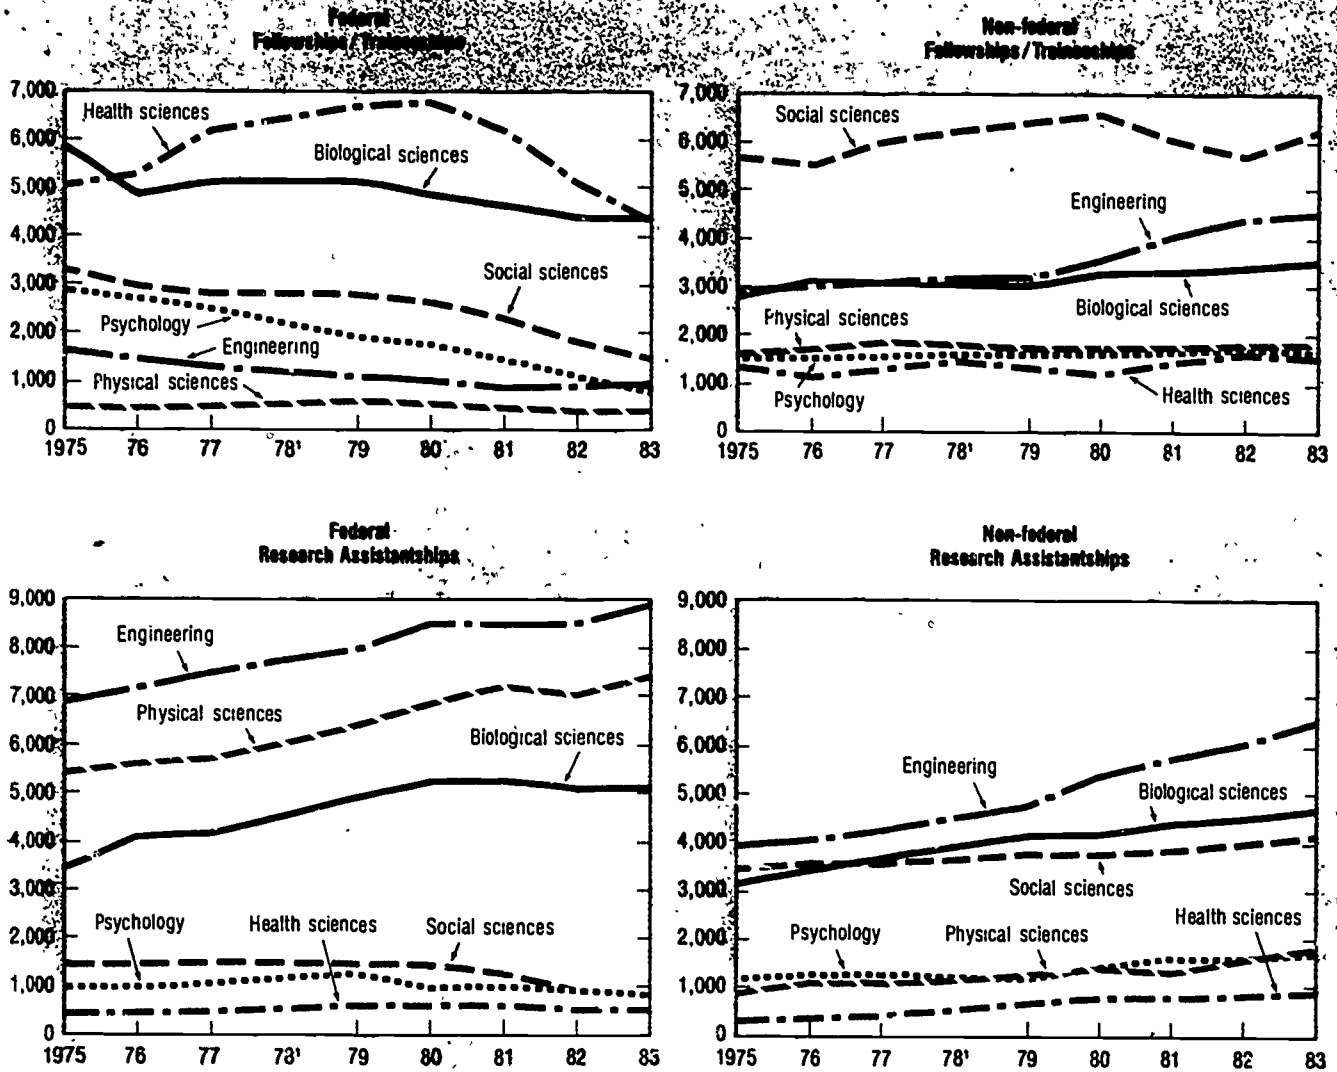 Federal
Fellowships / Traineeships
7,000
6,000
5,000
4,000
3,000
2,000
1,000
0
Health sciences
Biological sciences
Social sciences
Psychology
Engineering
Physical sciences
1975 76 77 78¹ 79 80 81 82 83
Non-federal
Fellowships / Traineeships
7,000
6,000
5,000
4,000
3,000
2,000
1,000
0
Social sciences
Engineering
Biological sciences
Physical sciences
Psychology
Health sciences
1975 76 77 78¹ 79 80 81 82 83
Federal
Research Assistantships
9,000
8,000
7,000
6,000
5,000
4,000
3,000
2,000
1,000
0
Engineering
Physical sciences
Biological sciences
Psychology
Health sciences
Social sciences
1975 76 77 78¹ 79 80 81 82 83
Non-federal
Research Assistantships
9,000
8,000
7,000
6,000
5,000
4,000
3,000
2,000
1,000
0
Engineering
Biological sciences
Social sciences
Health sciences
Psychology
Physical sciences
1975 76 77 78¹ 79 80 81 82 83